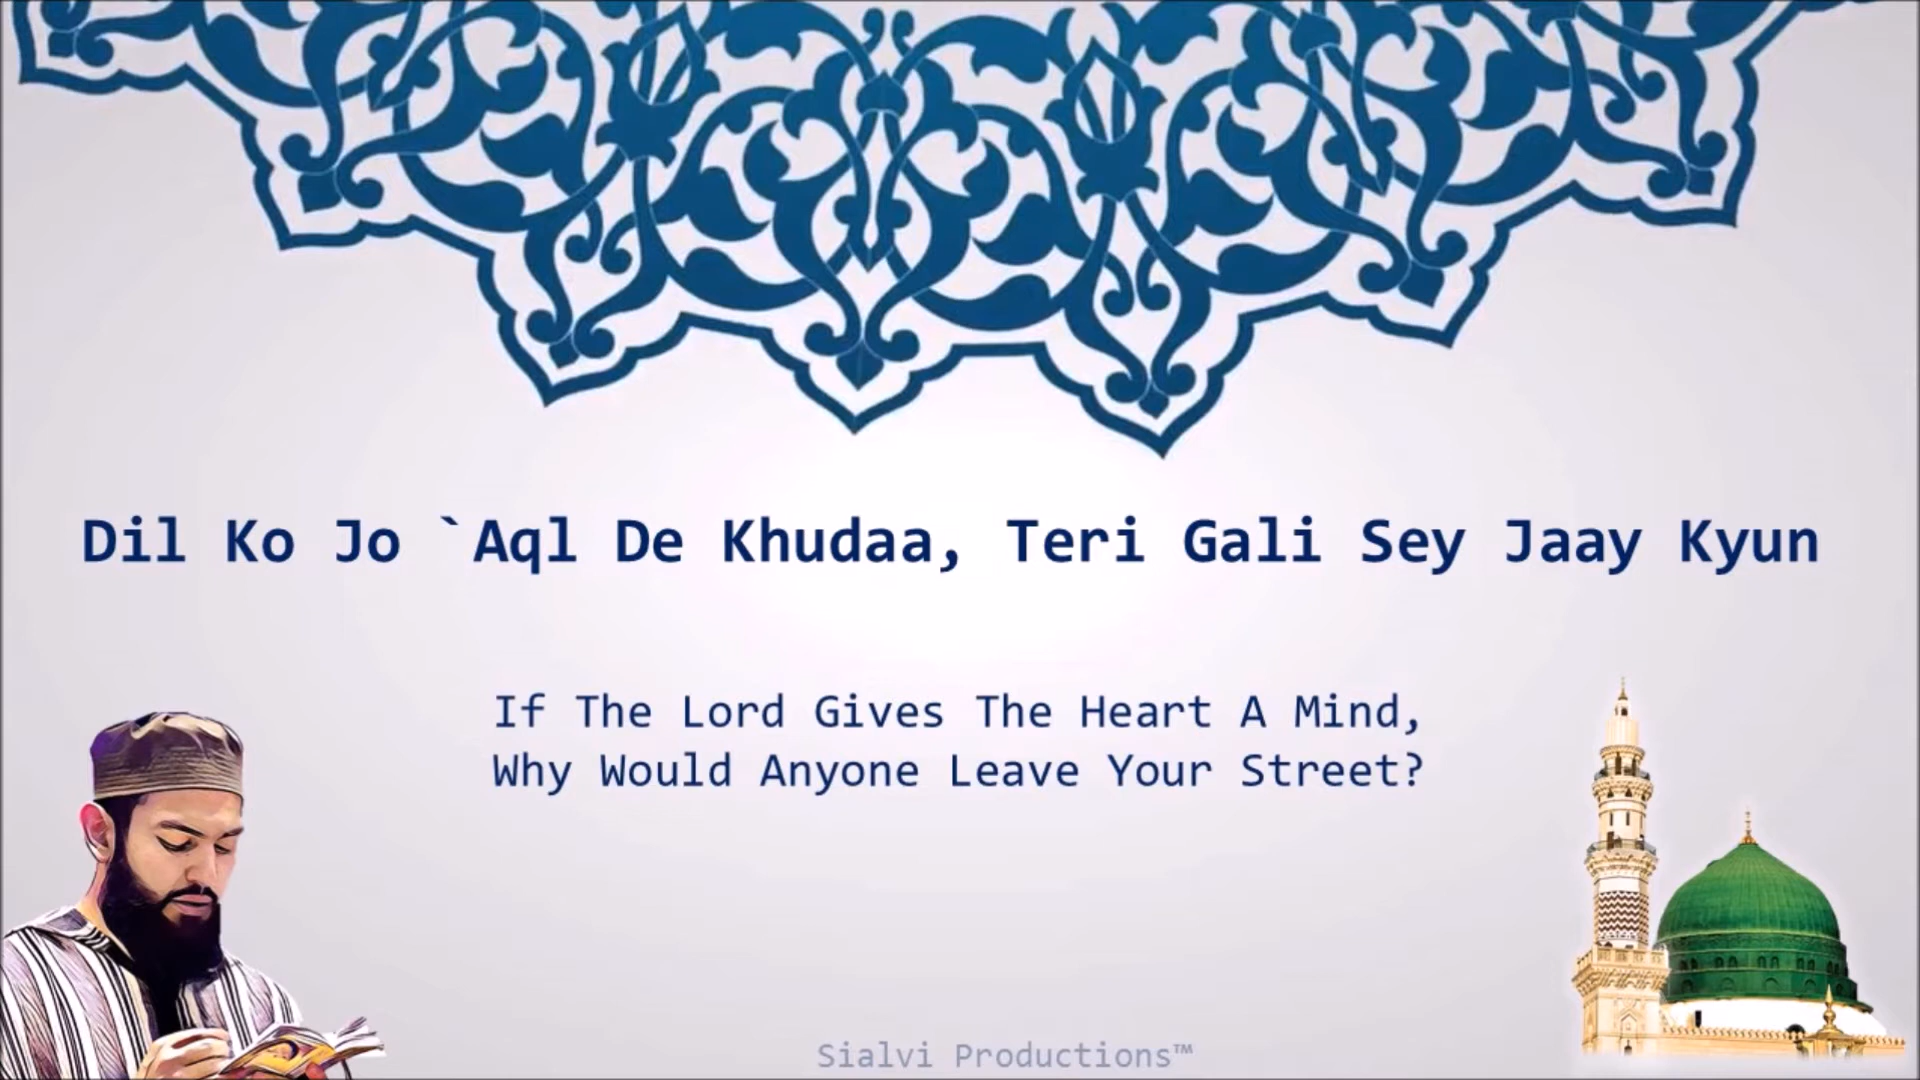 Dil Ko Jo `Aql De Khudaa, Teri Gali Sey Jaay Kyun
If The Lord Gives The Heart A Mind,
Why Would Anyone Leave Your Street?
Sialvi Productions™